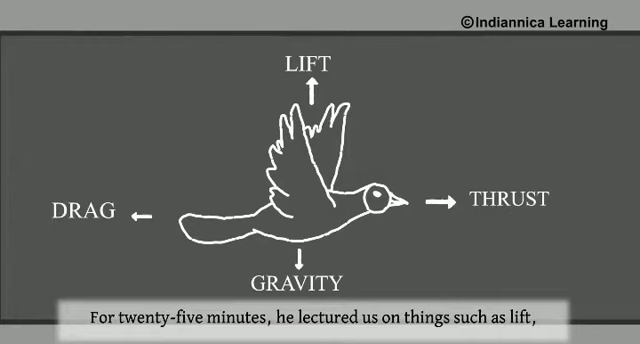 ©Indiannica Learning
LIFT
DRAG
THRUST
GRAVITY
For twenty-five minutes, he lectured us on things such as lift,